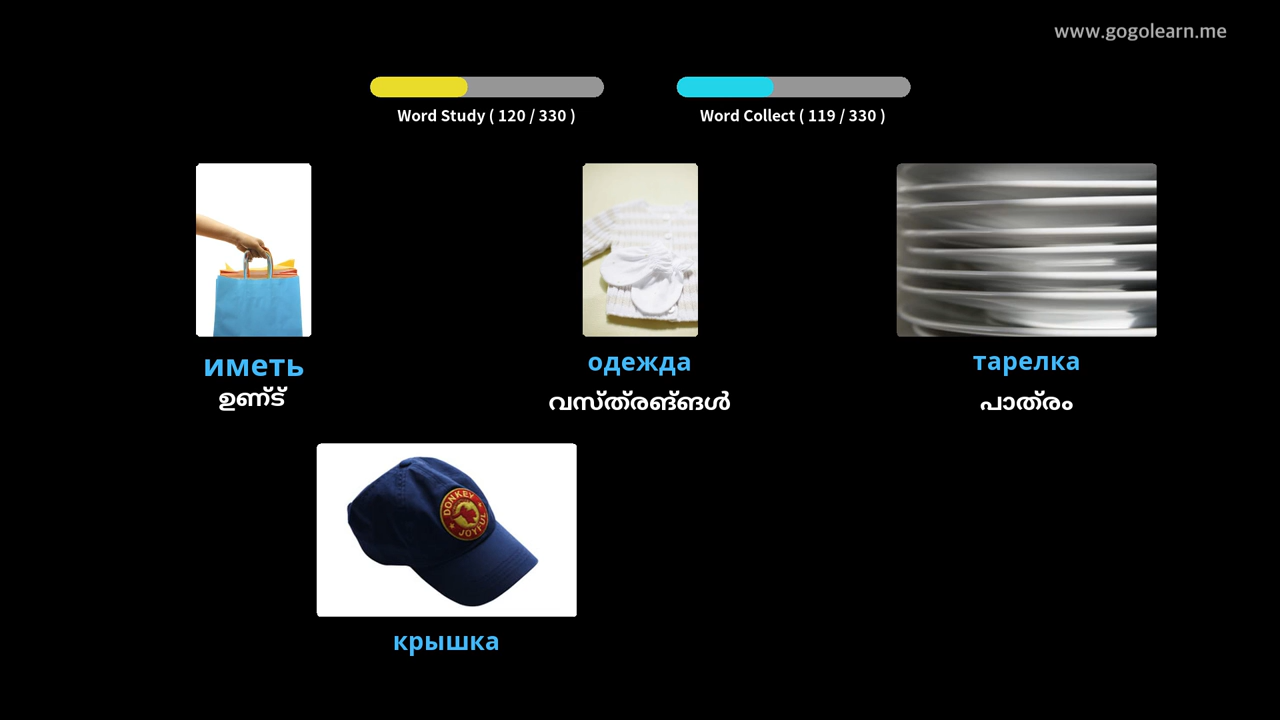 www.gogolearn.me
Word Study ( 120 / 330 )
Word Collect ( 119 / 330 )
иметь
ഉണ്ട്
одежда
വസ്ത്രങ്ങൾ
тарелка
പാത്രം
DONKEY
JOYFUL
крышка